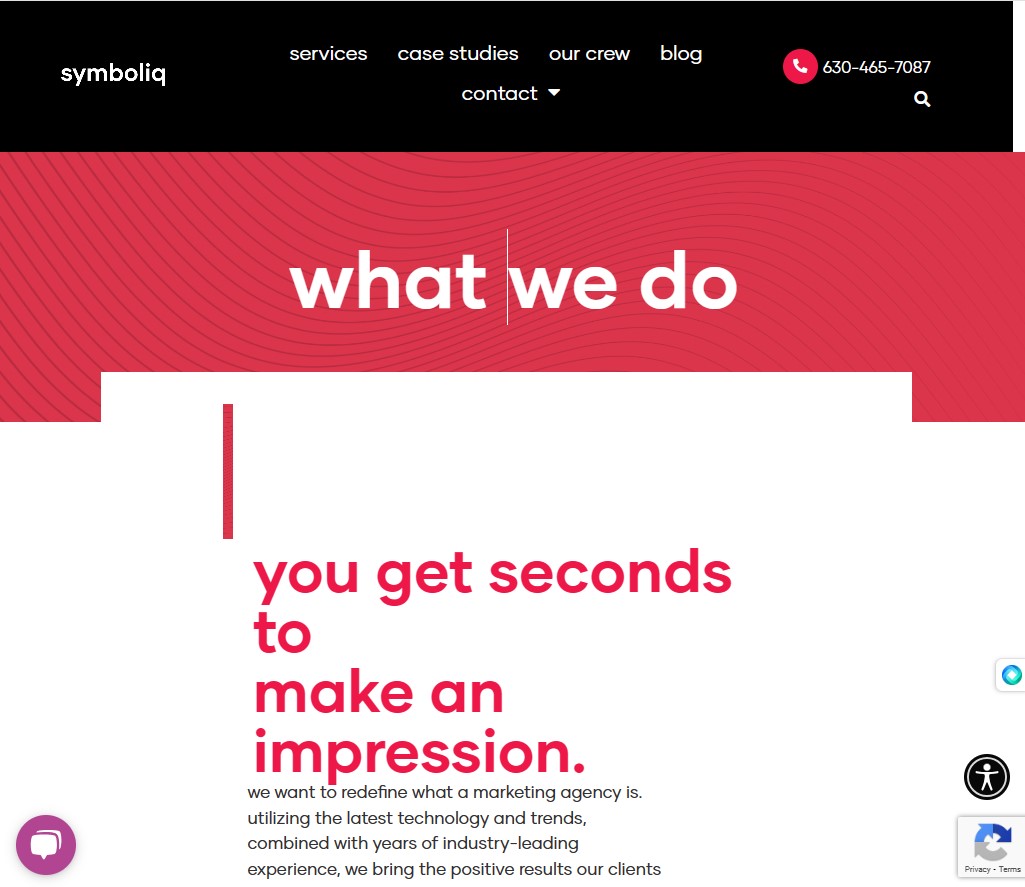 symboliq
services case studies our crew blog
contact
630-465-7087
what we do
you get seconds
to
make an
impression.
we want to redefine what a marketing agency is.
utilizing the latest technology and trends,
combined with years of industry-leading
experience, we bring the positive results our clients
Privacy - Terms